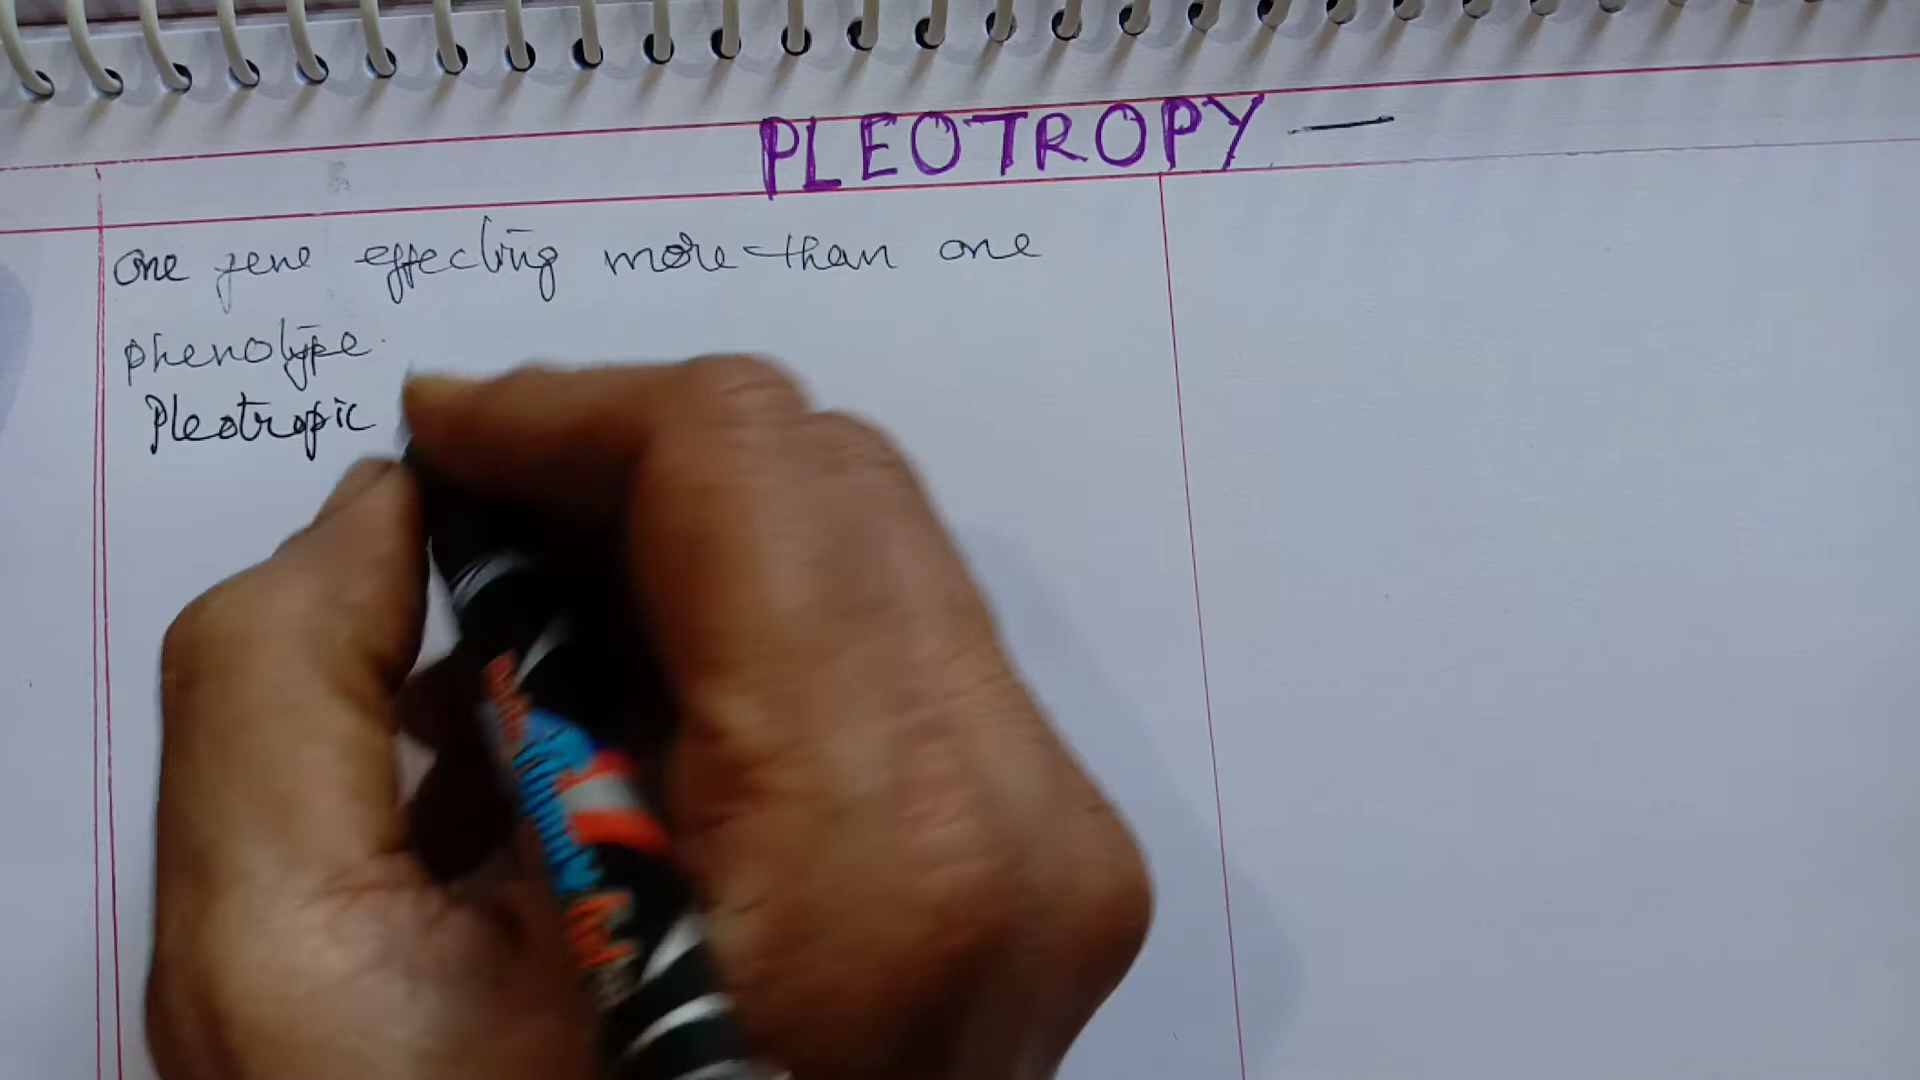 PLEOTROPY —
One gene effecting more than one
phenotype.
Pleotropic